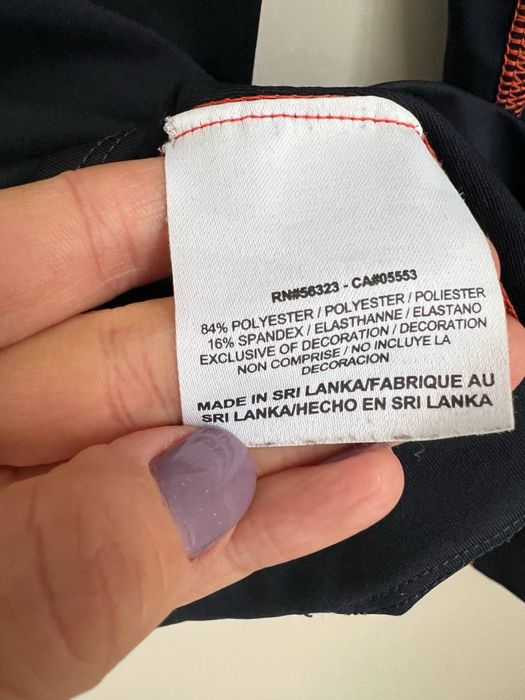 RN#56323 - CA#05553
84% POLYESTER / POLYESTER / POLIESTER
16% SPANDEX / ELASTHANNE / ELASTANO
EXCLUSIVE OF DECORATION / DECORATION
NON COMPRISE / NO INCLUYE LA
DECORACION
MADE IN SRI LANKA/FABRIQUE AU
SRI LANKA/HECHO EN SRI LANKA